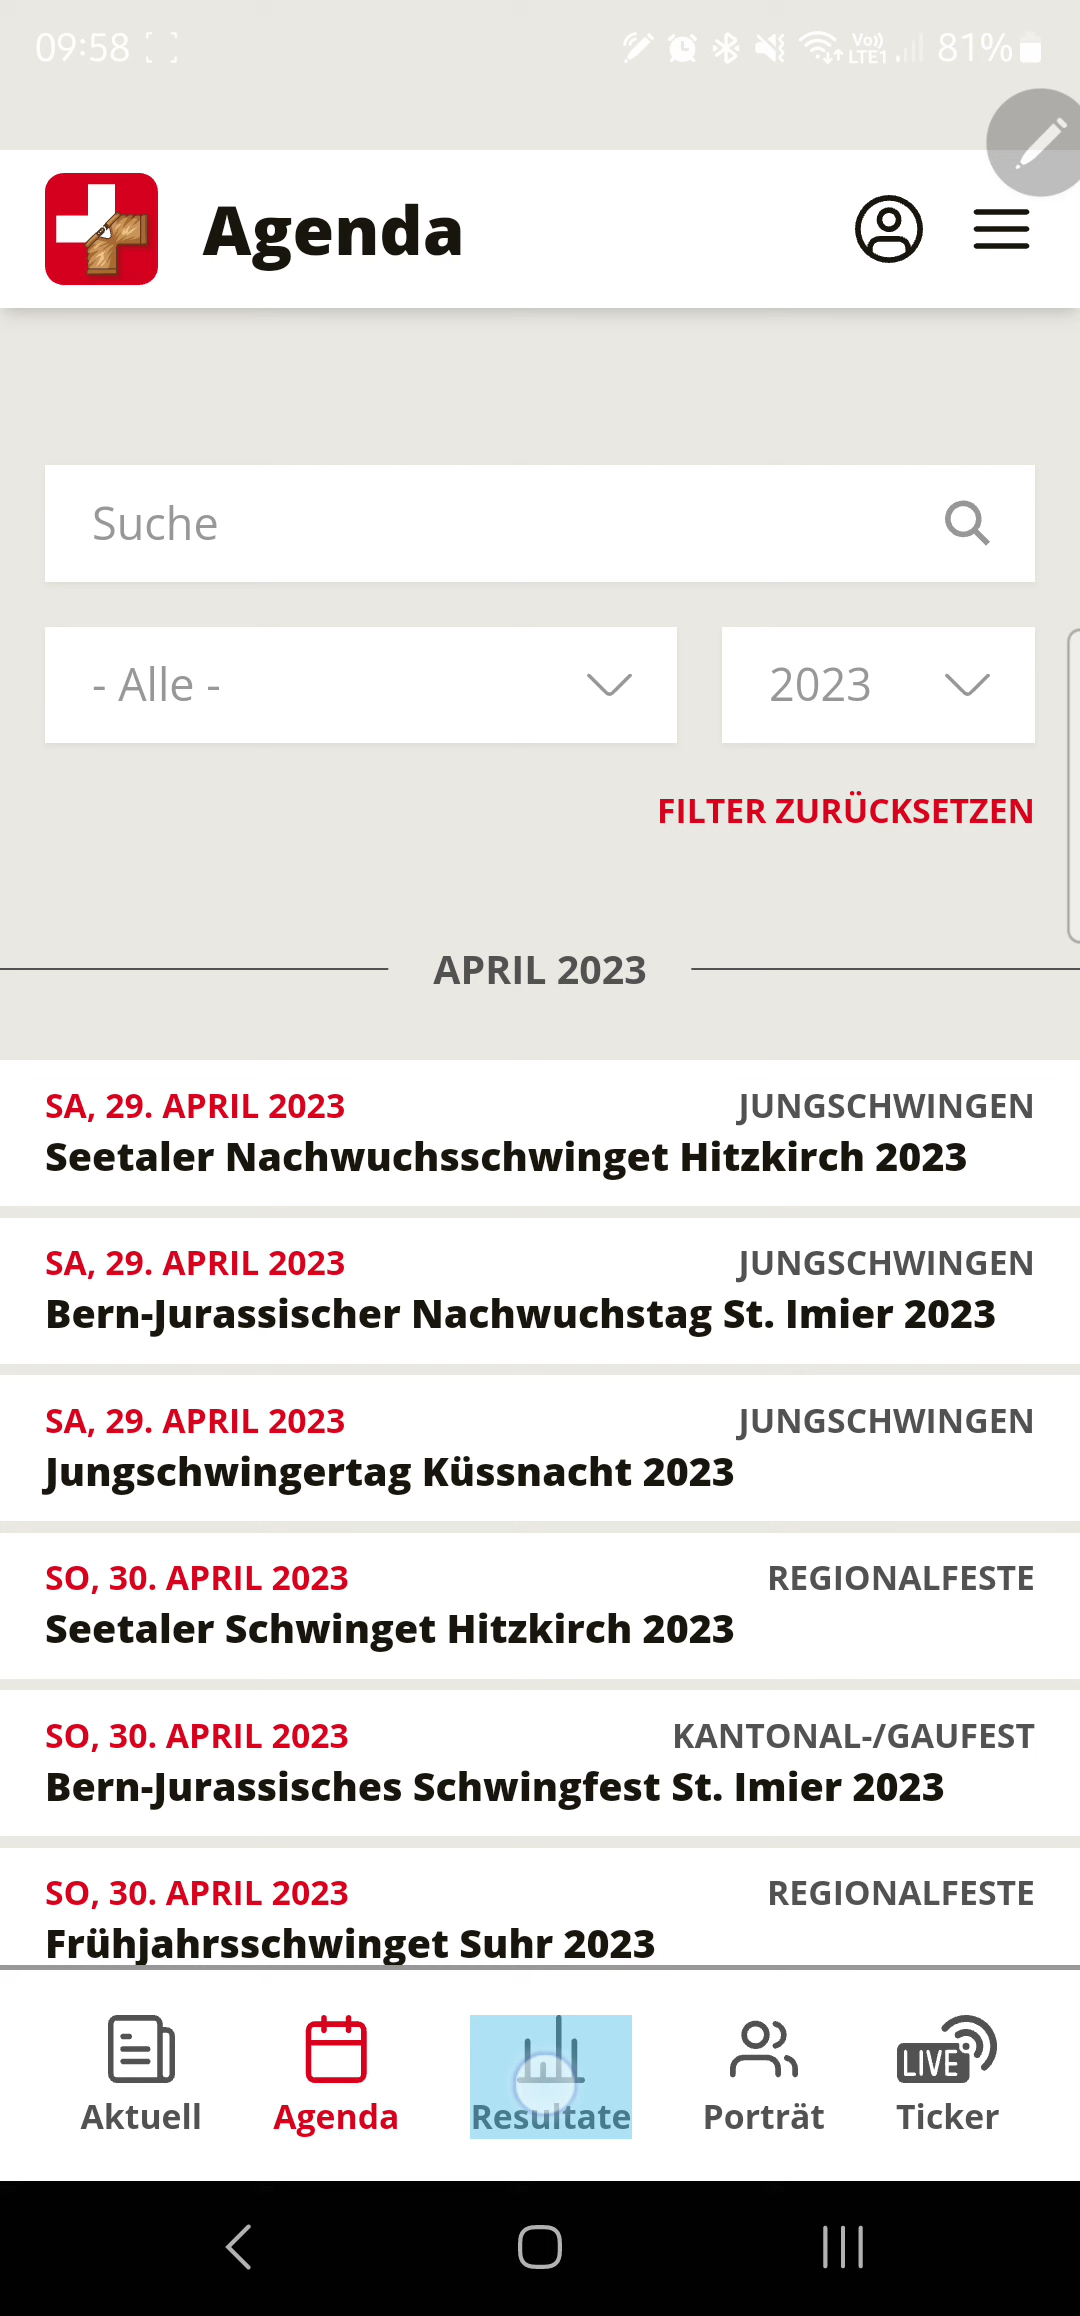 09:58
Vo)) LTE1 81%
Agenda
Suche
- Alle -
2023
FILTER ZURÜCKSETZEN
APRIL 2023
SA, 29. APRIL 2023 JUNGSCHWINGEN
Seetaler Nachwuchsschwinget Hitzkirch 2023
SA, 29. APRIL 2023 JUNGSCHWINGEN
Bern-Jurassischer Nachwuchstag St. Imier 2023
SA, 29. APRIL 2023 JUNGSCHWINGEN
Jungschwingertag Küssnacht 2023
SO, 30. APRIL 2023 REGIONALFESTE
Seetaler Schwinget Hitzkirch 2023
SO, 30. APRIL 2023 KANTONAL-/GAUFEST
Bern-Jurassisches Schwingfest St. Imier 2023
SO, 30. APRIL 2023 REGIONALFESTE
Frühjahrsschwinget Suhr 2023
LIVE
Aktuell Agenda Resultate Porträt Ticker